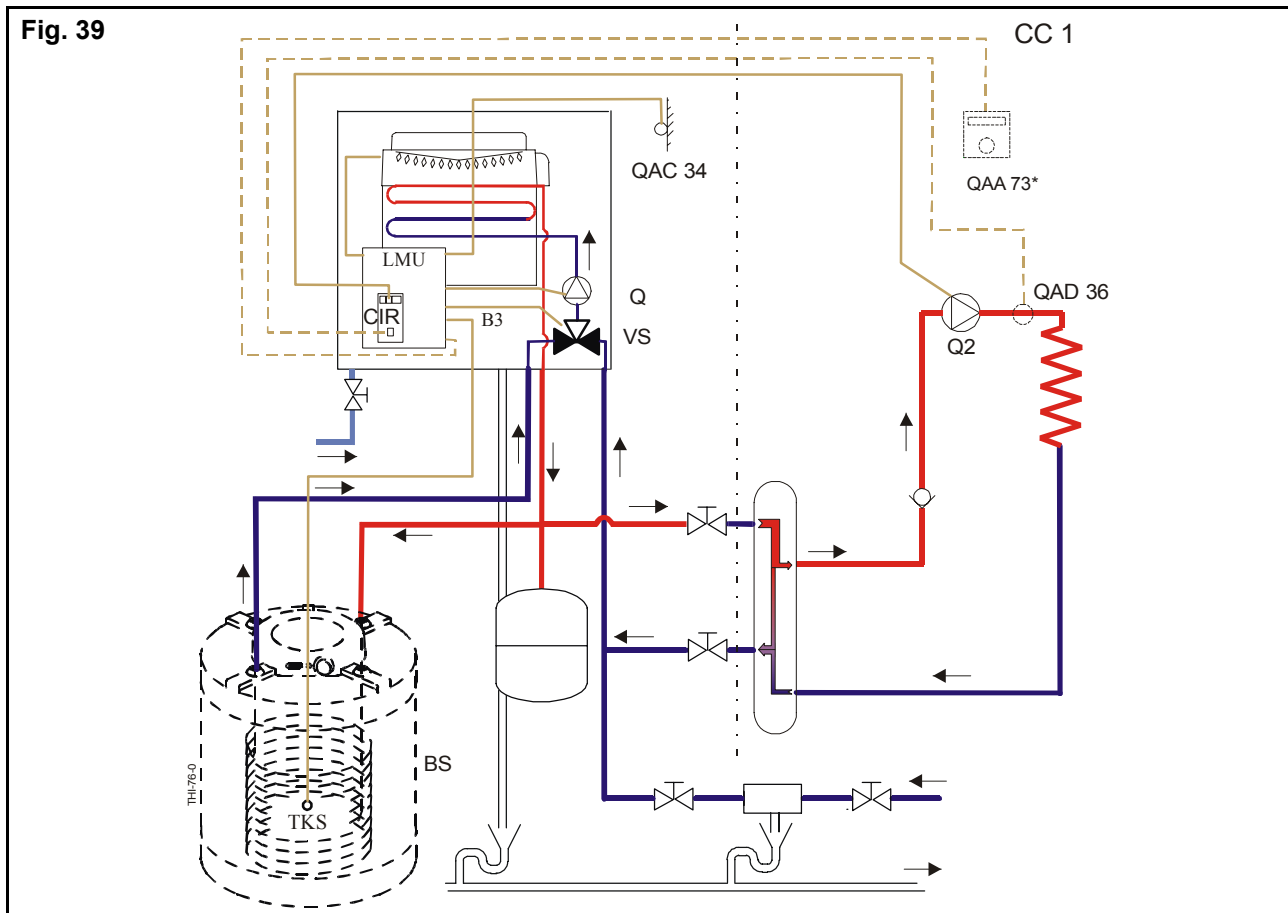 Fig. 39
CC 1
QAC 34
QAA 73*
LMU
CIR
B3
Q
VS
QAD 36
Q2
BS
THI-76-0
TKS